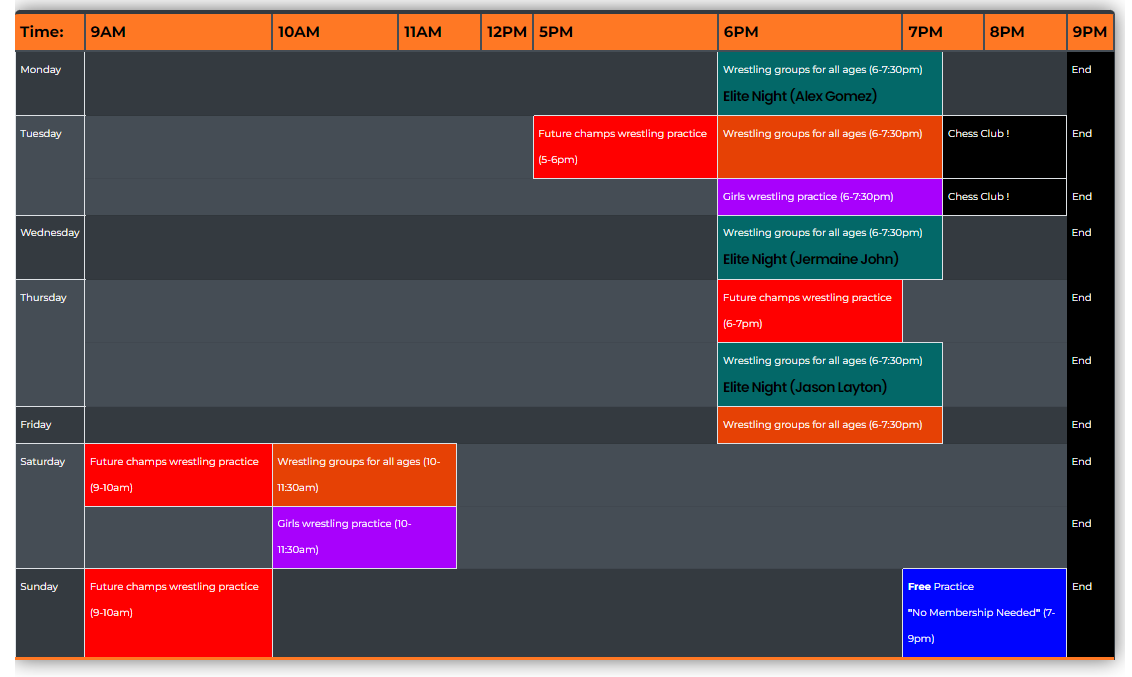 Time: 9AM 10AM 11AM 12PM 5PM 6PM 7PM 8PM 9PM
Monday Wrestling groups for all ages (6-7:30pm) End
Elite Night (Alex Gomez)
Tuesday Future champs wrestling practice Wrestling groups for all ages (6-7:30pm) Chess Club ! End
(5-6pm)
Girls wrestling practice (6-7:30pm) Chess Club ! End
Wednesday Wrestling groups for all ages (6-7:30pm) End
Elite Night (Jermaine John)
Thursday Future champs wrestling practice End
(6-7pm)
Wrestling groups for all ages (6-7:30pm) End
Elite Night (Jason Layton)
Friday Wrestling groups for all ages (6-7:30pm) End
Saturday Future champs wrestling practice Wrestling groups for all ages (10- End
(9-10am) 11:30am)
Girls wrestling practice (10- End
11:30am)
Sunday Future champs wrestling practice Free Practice End
(9-10am) "No Membership Needed" (7-
9pm)